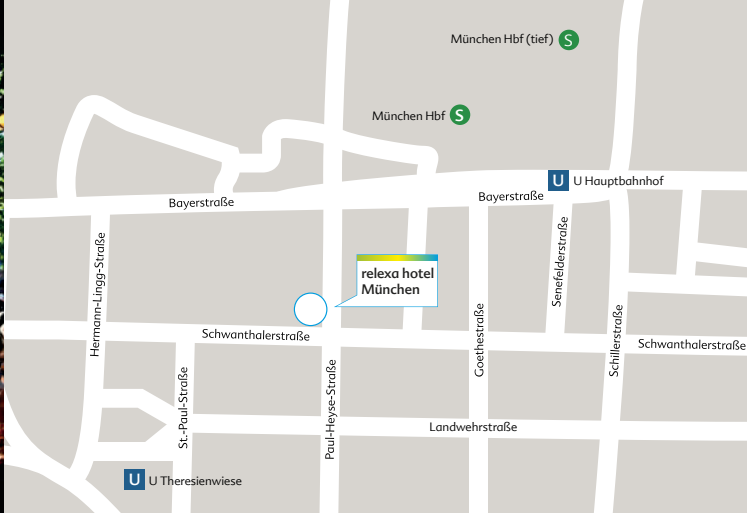 München Hbf (tief) S
München Hbf S
U U Hauptbahnhof
Bayerstraße
Bayerstraße
Hermann-Lingg-Straße
Senefelderstraße
relexa hotel
München
Goethestraße
Schillerstraße
Schwanthalerstraße
Schwanthalerstraße
St.-Paul-Straße
Paul-Heyse-Straße
Landwehrstraße
U U Theresienwiese